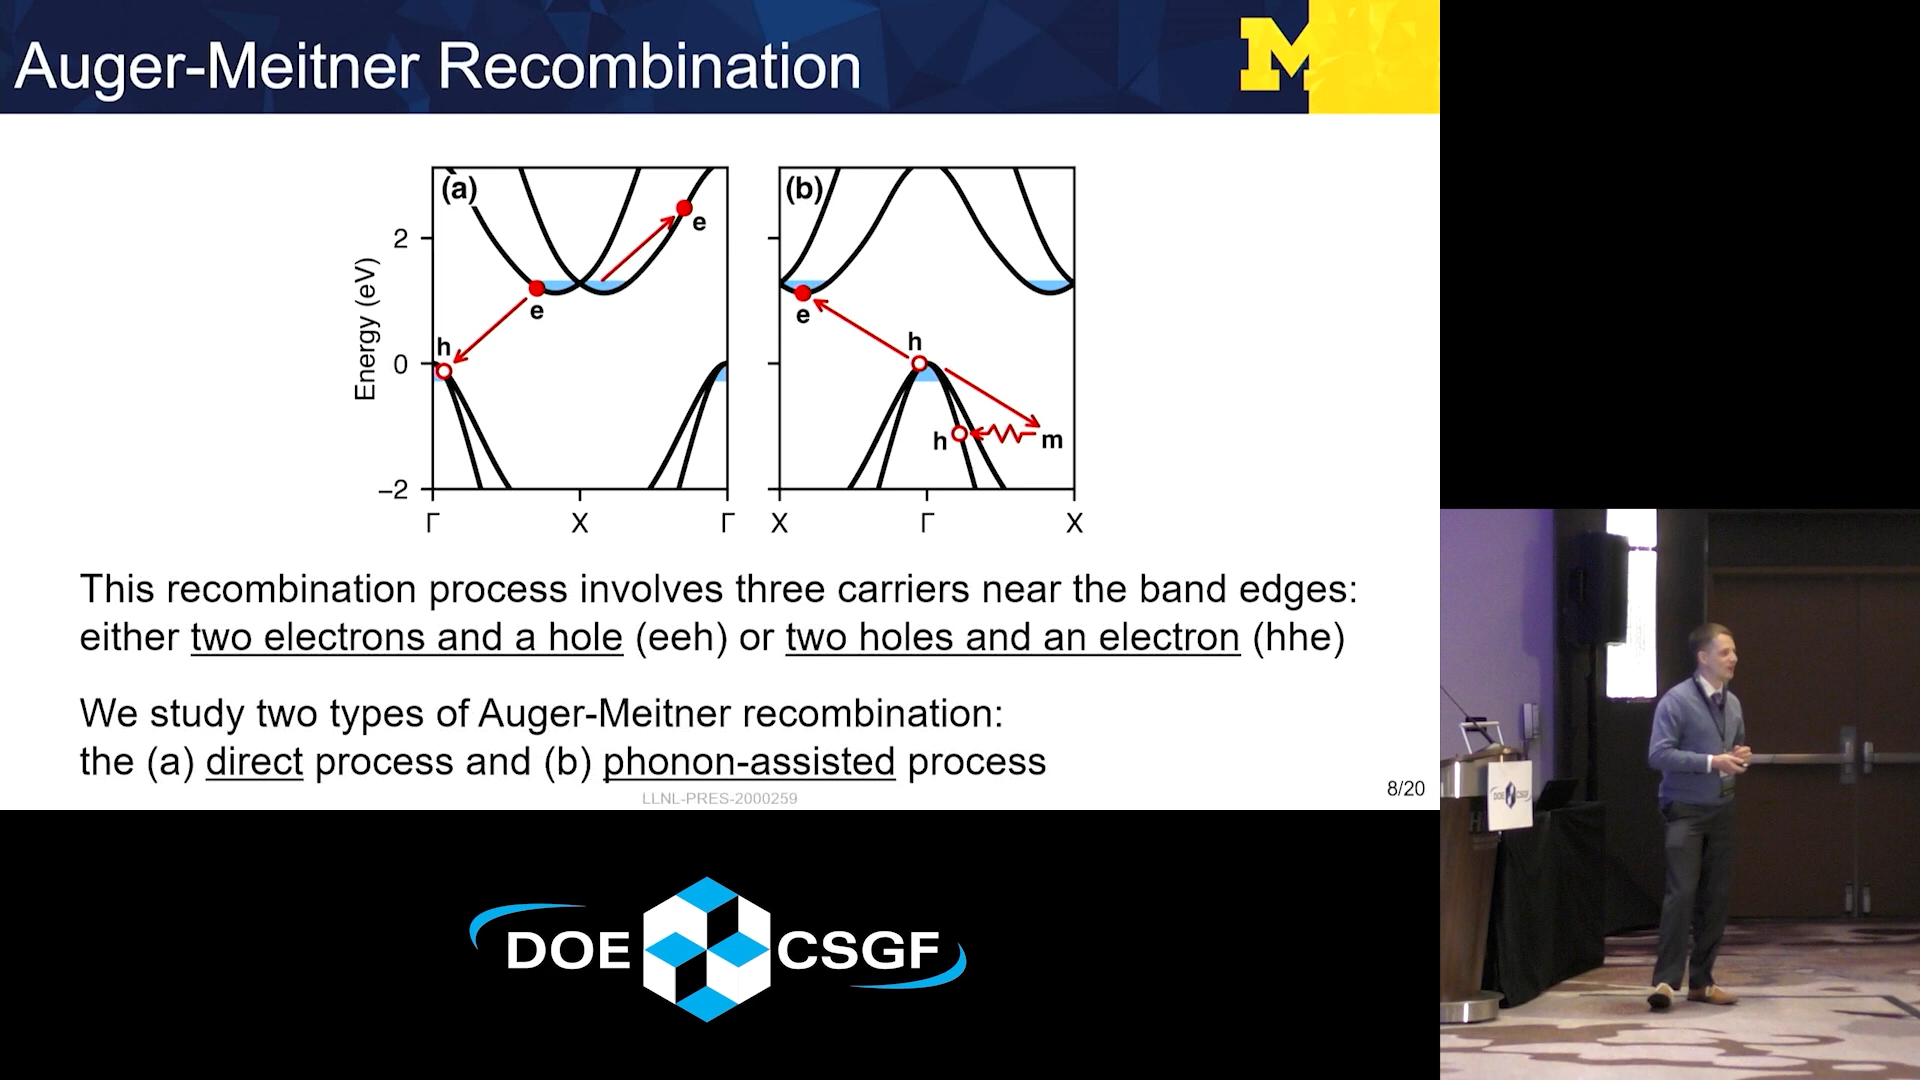 Auger-Meitner Recombination
M
(a)
(b)
Energy (eV)
2
0
−2
e
e
h
e
h
h
m
Γ
X
Γ
X
Γ
X
This recombination process involves three carriers near the band edges:
either two electrons and a hole (eeh) or two holes and an electron (hhe)
We study two types of Auger-Meitner recombination:
the (a) direct process and (b) phonon-assisted process
LLNL-PRES-2000259
8/20
DOE CSGF
DOE CSGF